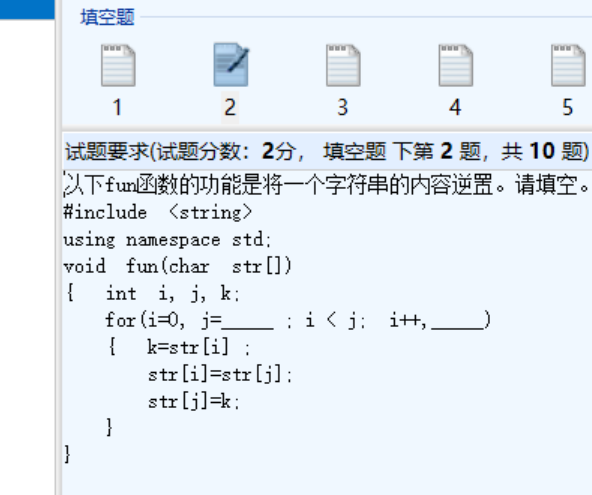 填空题
1 2 3 4 5
试题要求(试题分数：2分， 填空题 下第 2 题，共 10 题)
以下fun函数的功能是将一个字符串的内容逆置。请填空。
#include <string>
using namespace std;
void fun(char str[])
{ int i, j, k;
for(i=0, j=_____ ; i < j; i++,_____)
{ k=str[i] ;
str[i]=str[j];
str[j]=k;
}
}